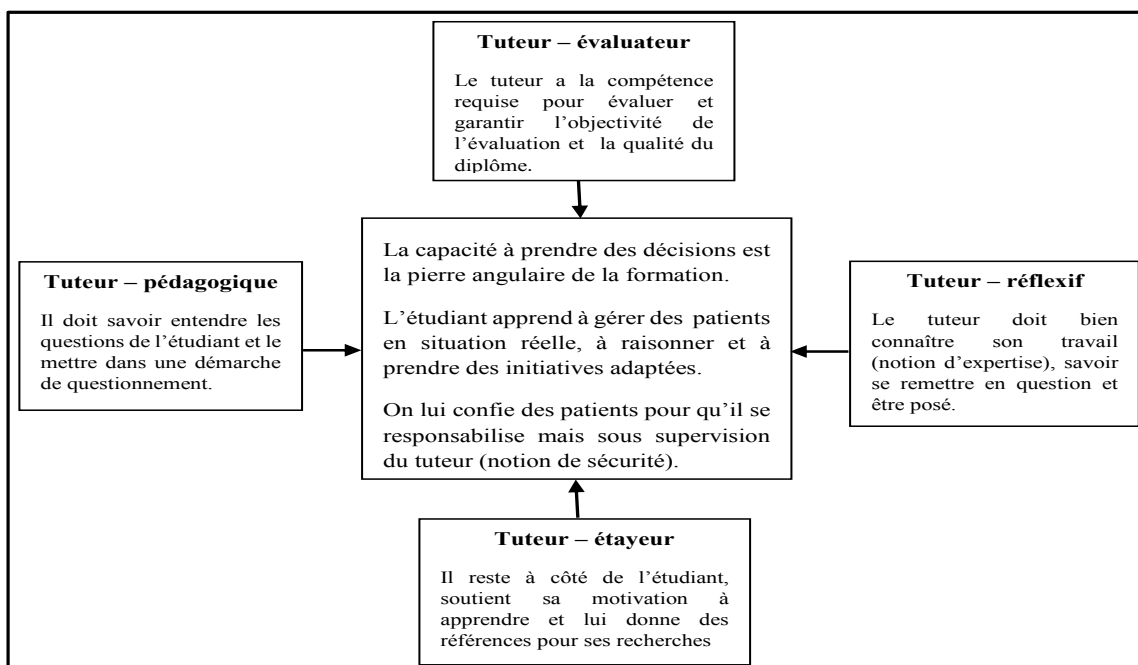 Tuteur – évaluateur
Le tuteur a la compétence
requise pour évaluer et
garantir l’objectivité de
l’évaluation et la qualité du
diplôme.
Tuteur – pédagogique
Il doit savoir entendre les
questions de l’étudiant et le
mettre dans une démarche
de questionnement.
La capacité à prendre des décisions est
la pierre angulaire de la formation.
L’étudiant apprend à gérer des patients
en situation réelle, à raisonner et à
prendre des initiatives adaptées.
On lui confie des patients pour qu’il se
responsabilise mais sous supervision
du tuteur (notion de sécurité).
Tuteur – réflexif
Le tuteur doit bien
connaître son travail
(notion d’expertise), savoir
se remettre en question et
être posé.
Tuteur – étayeur
Il reste à côté de l’étudiant,
soutient sa motivation à
apprendre et lui donne des
références pour ses recherches